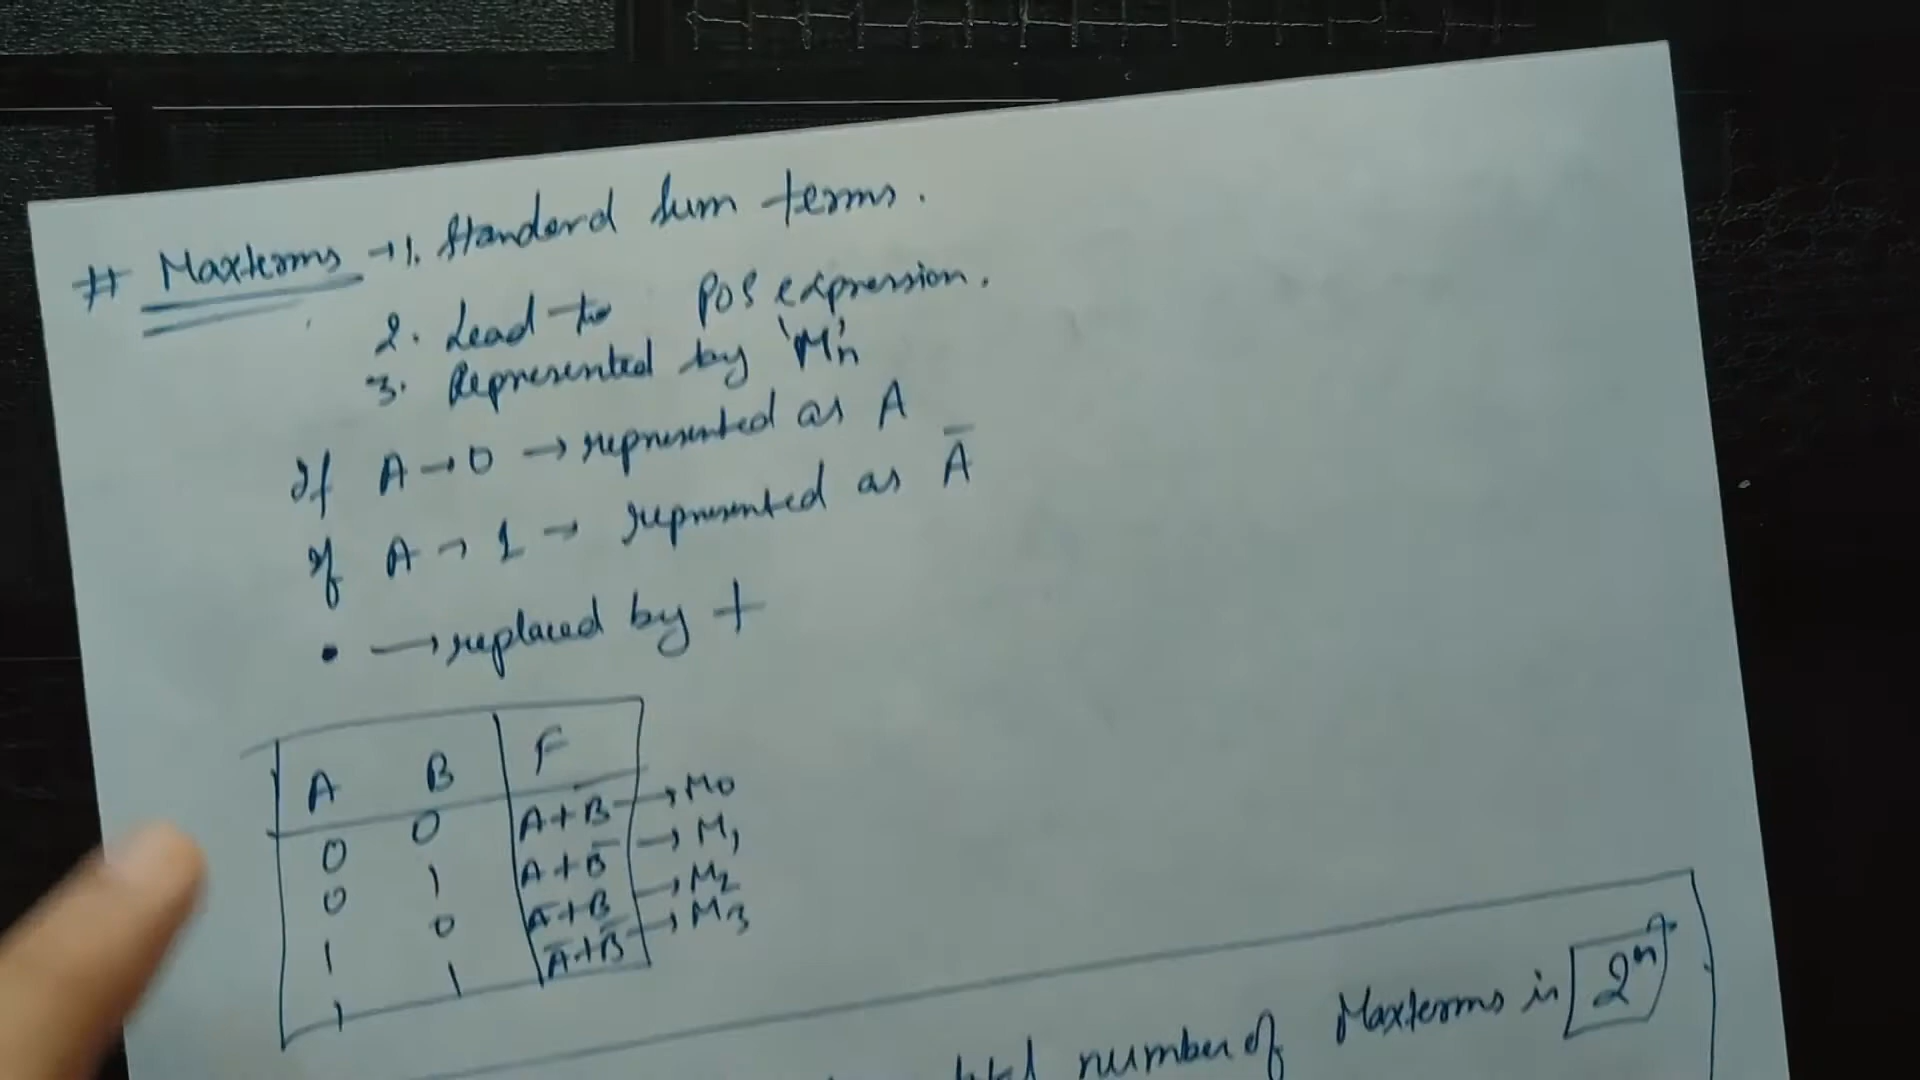 # Maxterms → 1. Standard sum terms.
2. Lead to POS expression.
3. Represented by 'M'n
If A → 0 → represented as A
If A → 1 → represented as A̅
• → replaced by +
A B F
0 0 A+B → M0
0 1 A+B̅ → M1
1 0 A̅+B → M2
1 1 A̅+B̅ → M3
number of Maxterms is 2ⁿ